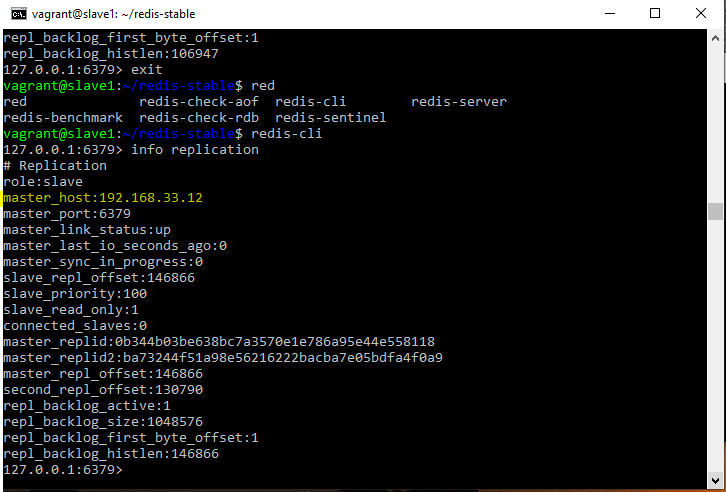 vagrant@slave1: ~/redis-stable
repl_backlog_first_byte_offset:1
repl_backlog_histlen:106947
127.0.0.1:6379> exit
vagrant@slave1:~/redis-stable$ red
red              redis-check-aof  redis-cli        redis-server
redis-benchmark  redis-check-rdb  redis-sentinel
vagrant@slave1:~/redis-stable$ redis-cli
127.0.0.1:6379> info replication
# Replication
role:slave
master_host:192.168.33.12
master_port:6379
master_link_status:up
master_last_io_seconds_ago:0
master_sync_in_progress:0
slave_repl_offset:146866
slave_priority:100
slave_read_only:1
connected_slaves:0
master_replid:0b344b03be638bc7a3570e1e786a95e44e558118
master_replid2:ba73244f51a98e56216222bacba7e05bdfa4f0a9
master_repl_offset:146866
second_repl_offset:130790
repl_backlog_active:1
repl_backlog_size:1048576
repl_backlog_first_byte_offset:1
repl_backlog_histlen:146866
127.0.0.1:6379>